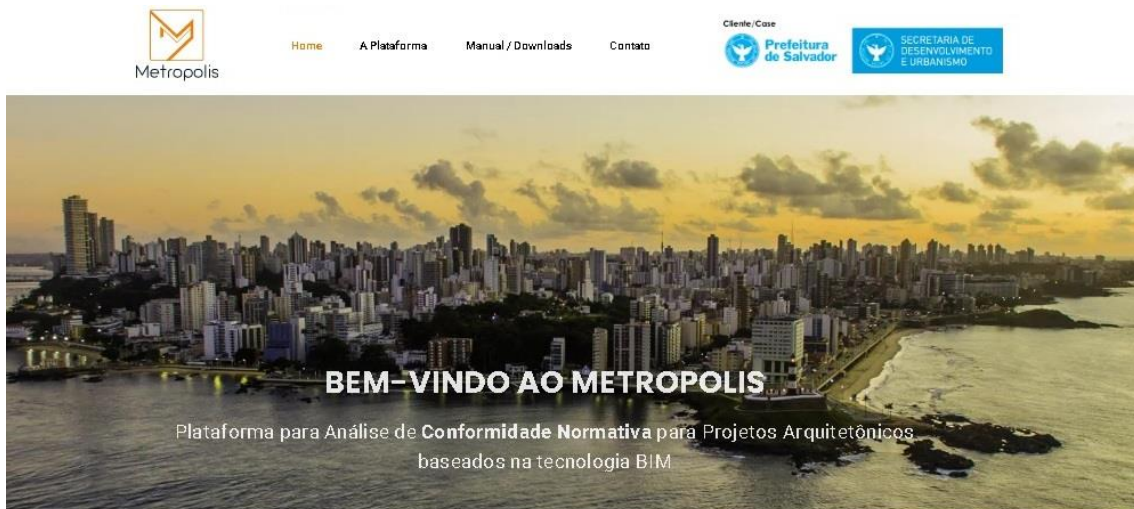 Metropolis
Home
A Plataforma
Manual / Downloads
Contato
Cliente/Case
Prefeitura
de Salvador
SECRETARIA DE
DESENVOLVIMENTO
E URBANISMO
BEM-VINDO AO METROPOLIS
Plataforma para Análise de Conformidade Normativa para Projetos Arquitetônicos
baseados na tecnologia BIM